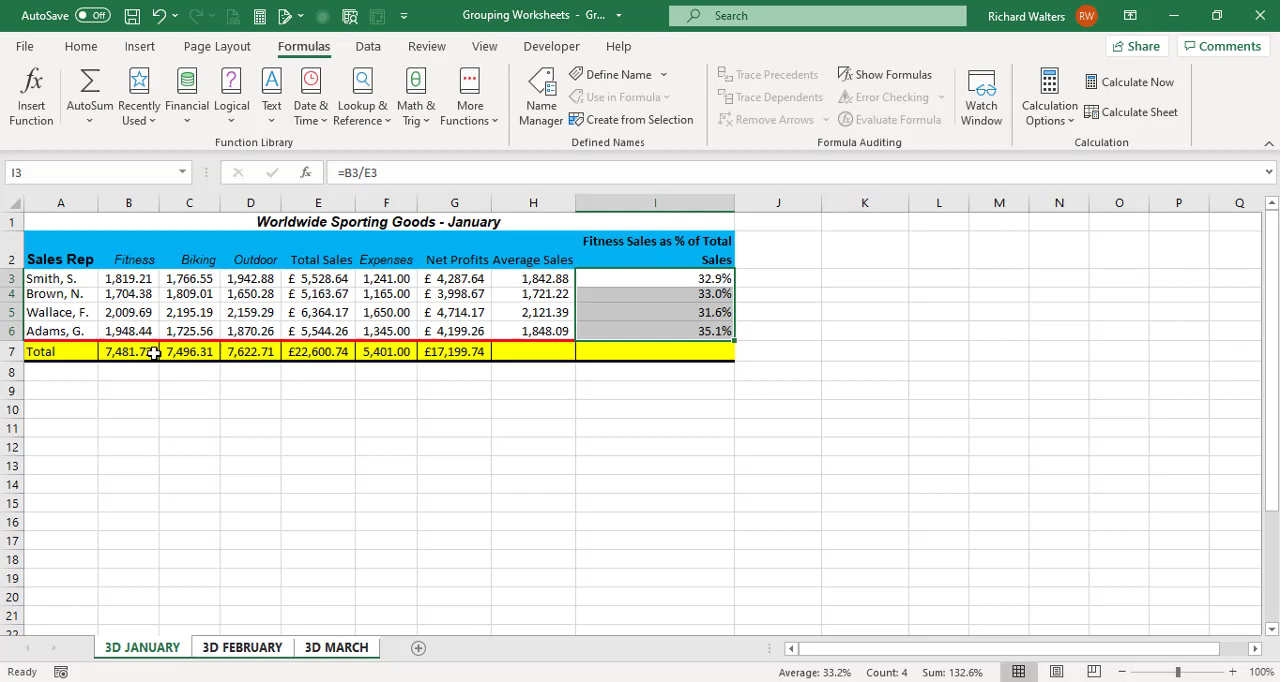 AutoSave Off Grouping Worksheets - Gr... Search Richard Walters RW
File Home Insert Page Layout Formulas Data Review View Developer Help Share Comments
Insert Function
AutoSum
Recently Used
Financial
Logical
Text
Date & Time
Lookup & Reference
Math & Trig
More Functions
Function Library
Name Manager
Define Name
Use in Formula
Create from Selection
Defined Names
Trace Precedents
Trace Dependents
Remove Arrows
Show Formulas
Error Checking
Evaluate Formula
Formula Auditing
Watch Window
Calculation Options
Calculate Now
Calculate Sheet
Calculation
I3 fx =B3/E3
A B C D E F G H I J K L M N O P Q
1 Worldwide Sporting Goods - January
2 Sales Rep Fitness Biking Outdoor Total Sales Expenses Net Profits Average Sales Fitness Sales as % of Total Sales
3 Smith, S. 1,819.21 1,766.55 1,942.88 £ 5,528.64 1,241.00 £ 4,287.64 1,842.88 32.9%
4 Brown, N. 1,704.38 1,809.01 1,650.28 £ 5,163.67 1,165.00 £ 3,998.67 1,721.22 33.0%
5 Wallace, F. 2,009.69 2,195.19 2,159.29 £ 6,364.17 1,650.00 £ 4,714.17 2,121.39 31.6%
6 Adams, G. 1,948.44 1,725.56 1,870.26 £ 5,544.26 1,345.00 £ 4,199.26 1,848.09 35.1%
7 Total 7,496.31 7,622.71 £22,600.74 5,401.00 £17,199.74
8
9
10
11
12
13
14
15
16
17
18
19
20
21
3D JANUARY 3D FEBRUARY 3D MARCH
Ready Average: 33.2% Count: 4 Sum: 132.6% 100%